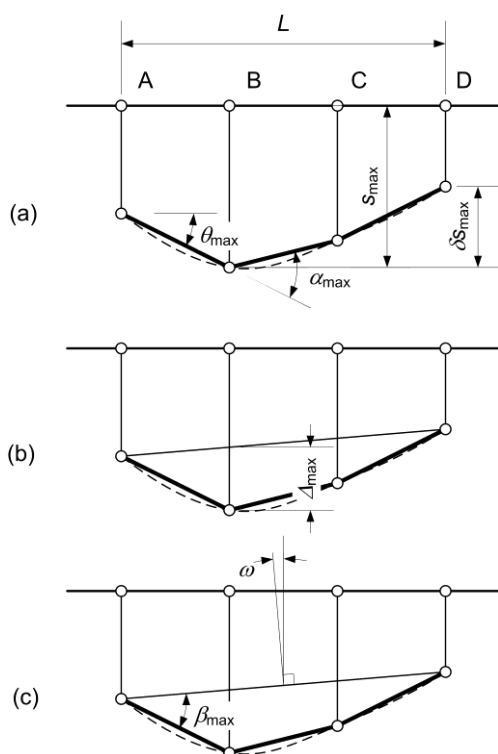 L
A B C D
(a)
θmax
αmax
smax
δsmax
(b)
Δmax
ω
(c)
βmax